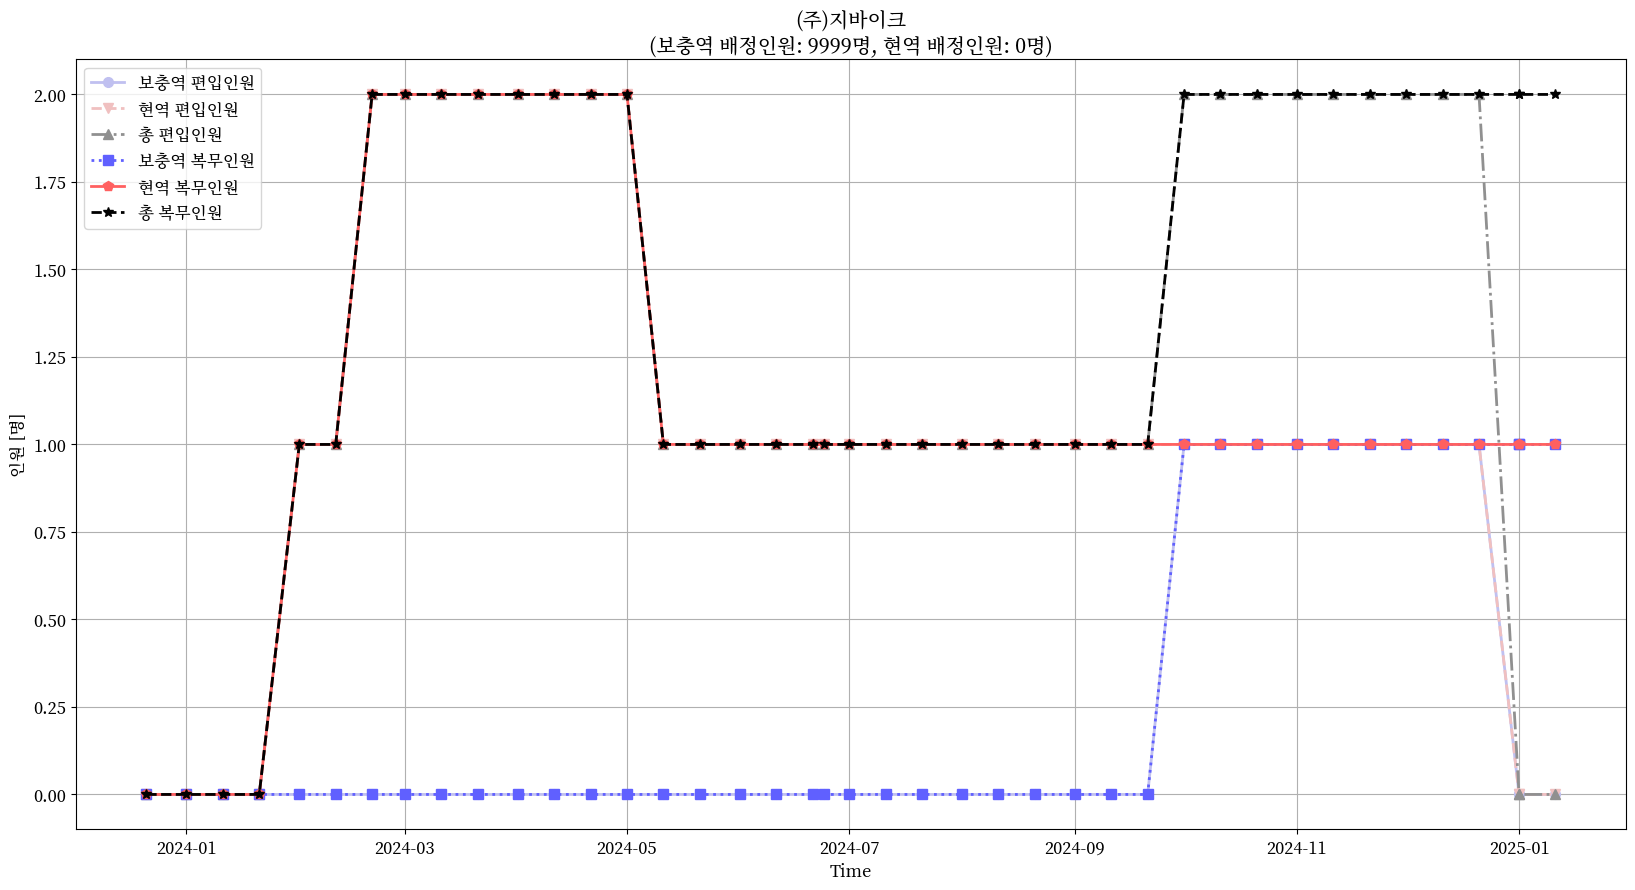 (주)지바이크
(보충역 배정인원: 9999명, 현역 배정인원: 0명)
보충역 편입인원
현역 편입인원
총 편입인원
보충역 복무인원
현역 복무인원
총 복무인원
인원 [명]
2.00
1.75
1.50
1.25
1.00
0.75
0.50
0.25
0.00
2024-01
2024-03
2024-05
2024-07
2024-09
2024-11
2025-01
Time